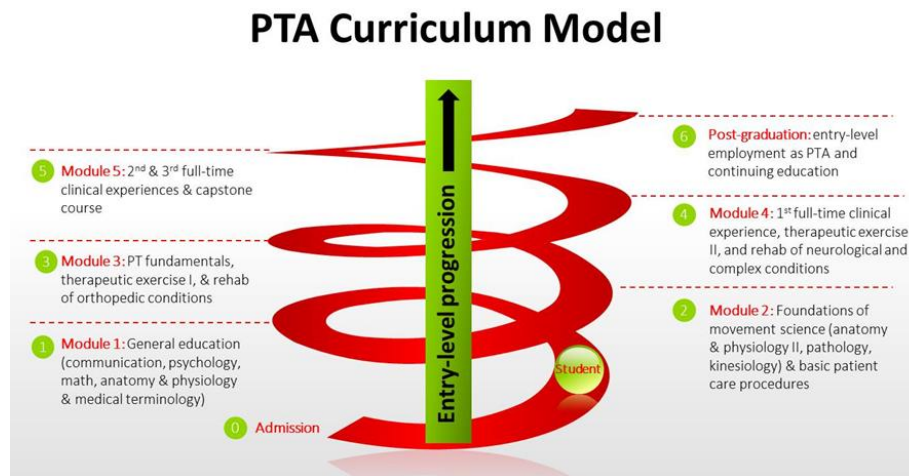 PTA Curriculum Model
6
Post-graduation: entry-level
employment as PTA and
continuing education
5
Module 5: 2nd & 3rd full-time
clinical experiences & capstone
course
4
Module 4: 1st full-time clinical
experience, therapeutic exercise
II, and rehab of neurological and
complex conditions
3
Module 3: PT fundamentals,
therapeutic exercise I, & rehab
of orthopedic conditions
2
Module 2: Foundations of
movement science (anatomy
& physiology II, pathology,
kinesiology) & basic patient
care procedures
1
Module 1: General education
(communication, psychology,
math, anatomy & physiology
& medical terminology)
0
Admission
Entry-level progression
Student